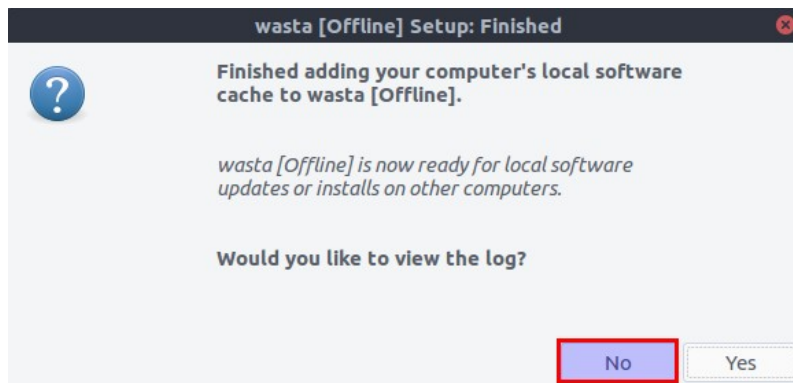 wasta [Offline] Setup: Finished
Finished adding your computer's local software
cache to wasta [Offline].
wasta [Offline] is now ready for local software
updates or installs on other computers.
Would you like to view the log?
No Yes